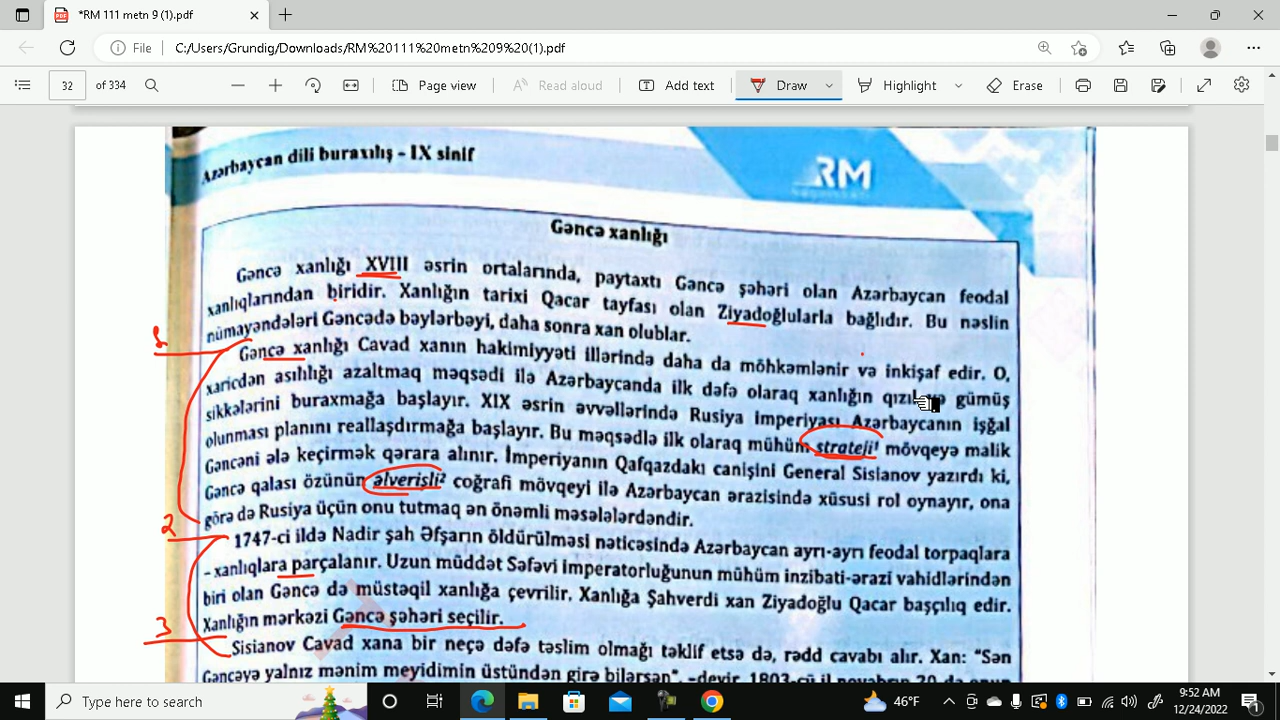 *RM 111 metn 9 (1).pdf
File C:/Users/Grundig/Downloads/RM%20111%20metn%209%20(1).pdf
32 of 334 Page view Read aloud Add text Draw Highlight Erase
Azərbaycan dili buraxılış – IX sinif
RM
Gəncə xanlığı
Gəncə xanlığı XVIII əsrin ortalarında, paytaxtı Gəncə şəhəri olan Azərbaycan feodal
xanlıqlarından biridir. Xanlığın tarixi Qacar tayfası olan Ziyadoğlularla bağlıdır. Bu nəslin
nümayəndələri Gəncədə bəylərbəyi, daha sonra xan olublar.
Gəncə xanlığı Cavad xanın hakimiyyəti illərində daha da möhkəmlənir və inkişaf edir. O,
xaricdən asılılığı azaltmaq məqsədi ilə Azərbaycanda ilk dəfə olaraq xanlığın gümüş
sikkələrini buraxmağa başlayır. XIX əsrin əvvəllərində Rusiya İmperiyası Azərbaycanın işğal
olunması planını reallaşdırmağa başlayır. Bu məqsədlə ilk olaraq mühüm strateji¹ mövqeyə malik
Gəncəni ələ keçirmək qərara alınır. İmperiyanın Qafqazdakı canişini General Sisianov yazırdı ki,
Gəncə qalası özünün əlverişli² coğrafi mövqeyi ilə Azərbaycan ərazisində xüsusi rol oynayır, ona
görə də Rusiya üçün onu tutmaq ən önəmli məsələlərdəndir.
2
1747-ci ildə Nadir şah Əfşarın öldürülməsi nəticəsində Azərbaycan ayrı-ayrı feodal torpaqlara
- xanlıqlara parçalanır. Uzun müddət Səfəvi imperatorluğunun mühüm inzibati-ərazi vahidlərindən
biri olan Gəncə də müstəqil xanlığa çevrilir. Xanlığa Şahverdi xan Ziyadoğlu Qacar başçılıq edir.
Xanlığın mərkəzi Gəncə şəhəri seçilir.
3
Sisianov Cavad xana bir neçə dəfə təslim olmağı təklif etsə də, rədd cavabı alır. Xan: "Sən
Gəncəyə yalnız mənim meyidimin üstündən girə bilərsən", -deyir. 1803-cü il noyabrın 20-də
Type here to search
46°F
9:52 AM
12/24/2022